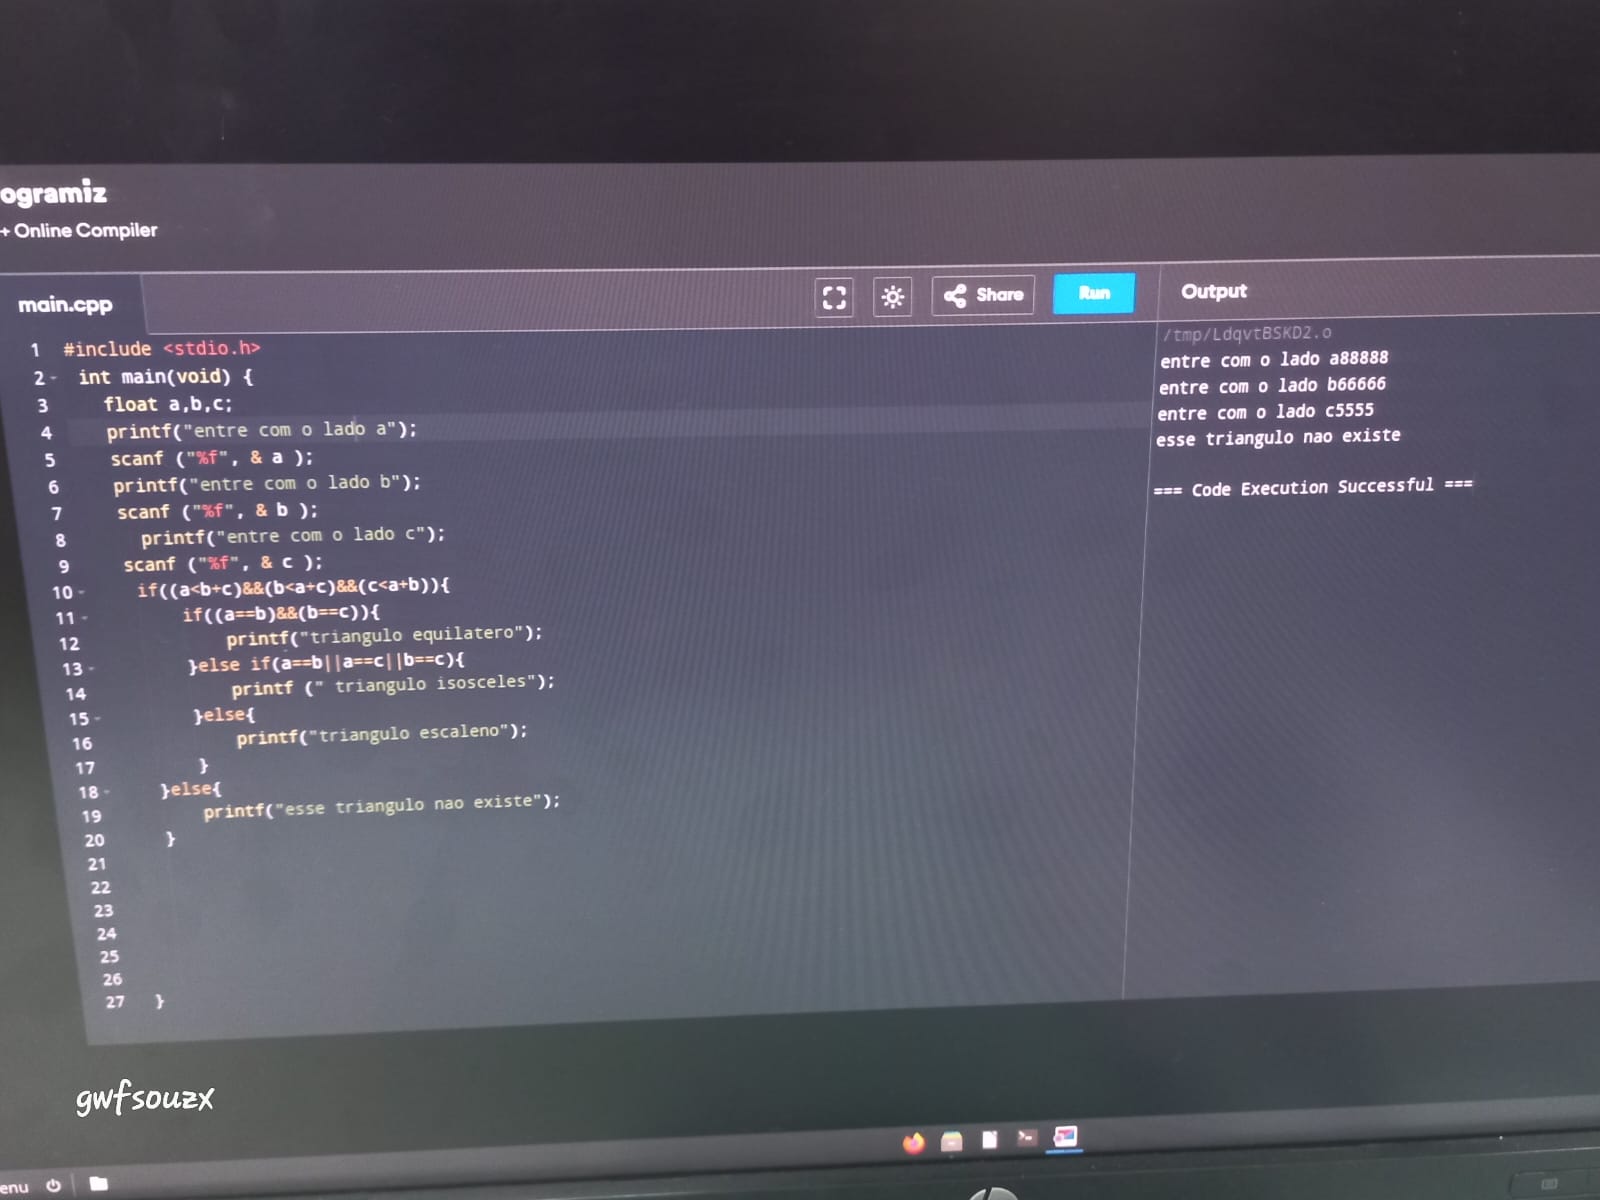 ogramiz
+ Online Compiler
main.cpp
Share
Run
Output
1 #include <stdio.h>
2 int main(void) {
3 float a,b,c;
4 printf("entre com o lado a");
5 scanf ("%f", & a );
6 printf("entre com o lado b");
7 scanf ("%f", & b );
8 printf("entre com o lado c");
9 scanf ("%f", & c );
10 if((a<b+c)&&(b<a+c)&&(c<a+b)){
11 if((a==b)&&(b==c)){
12 printf("triangulo equilatero");
13 }else if(a==b||a==c||b==c){
14 printf (" triangulo isosceles");
15 }else{
16 printf("triangulo escaleno");
17 }
18 }else{
19 printf("esse triangulo nao existe");
20 }
21
22
23
24
25
26
27 }
/tmp/LdqvtBSKD2.o
entre com o lado a88888
entre com o lado b66666
entre com o lado c5555
esse triangulo nao existe
=== Code Execution Successful ===
gwfsouzx
enu